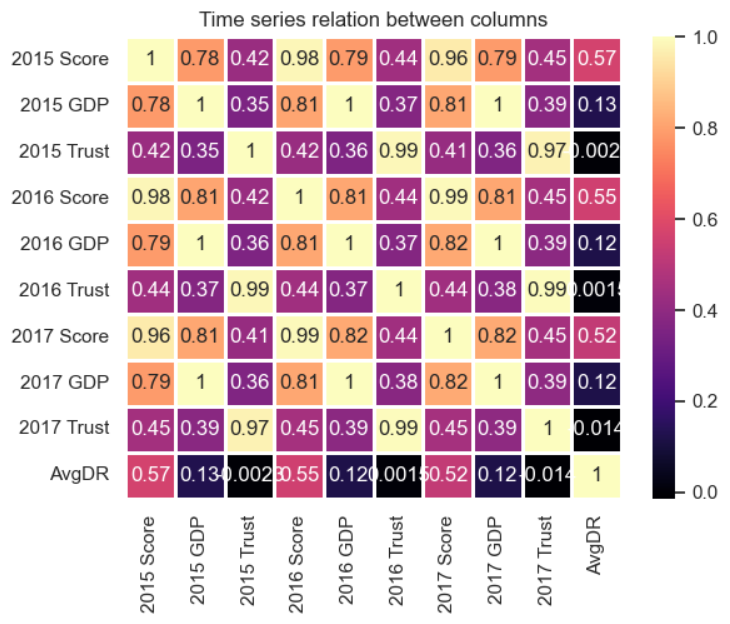 Time series relation between columns
2015 Score 1 0.78 0.42 0.98 0.79 0.44 0.96 0.79 0.45 0.57
2015 GDP 0.78 1 0.35 0.81 1 0.37 0.81 1 0.39 0.13
2015 Trust 0.42 0.35 1 0.42 0.36 0.99 0.41 0.36 0.97
2016 Score 0.98 0.81 0.42 1 0.81 0.44 0.99 0.81 0.45 0.55
2016 GDP 0.79 1 0.36 0.81 1 0.37 0.82 1 0.39 0.12
2016 Trust 0.44 0.37 0.99 0.44 0.37 1 0.44 0.38 0.99
2017 Score 0.96 0.81 0.41 0.99 0.82 0.44 1 0.82 0.45 0.52
2017 GDP 0.79 1 0.36 0.81 1 0.38 0.82 1 0.39 0.12
2017 Trust 0.45 0.39 0.97 0.45 0.39 0.99 0.45 0.39 1
AvgDR 0.57 0.13 0.55 0.12 0.0015 0.52 0.12 -0.014 1
2015 Score
2015 GDP
2015 Trust
2016 Score
2016 GDP
2016 Trust
2017 Score
2017 GDP
2017 Trust
AvgDR
1.0
0.8
0.6
0.4
0.2
0.0